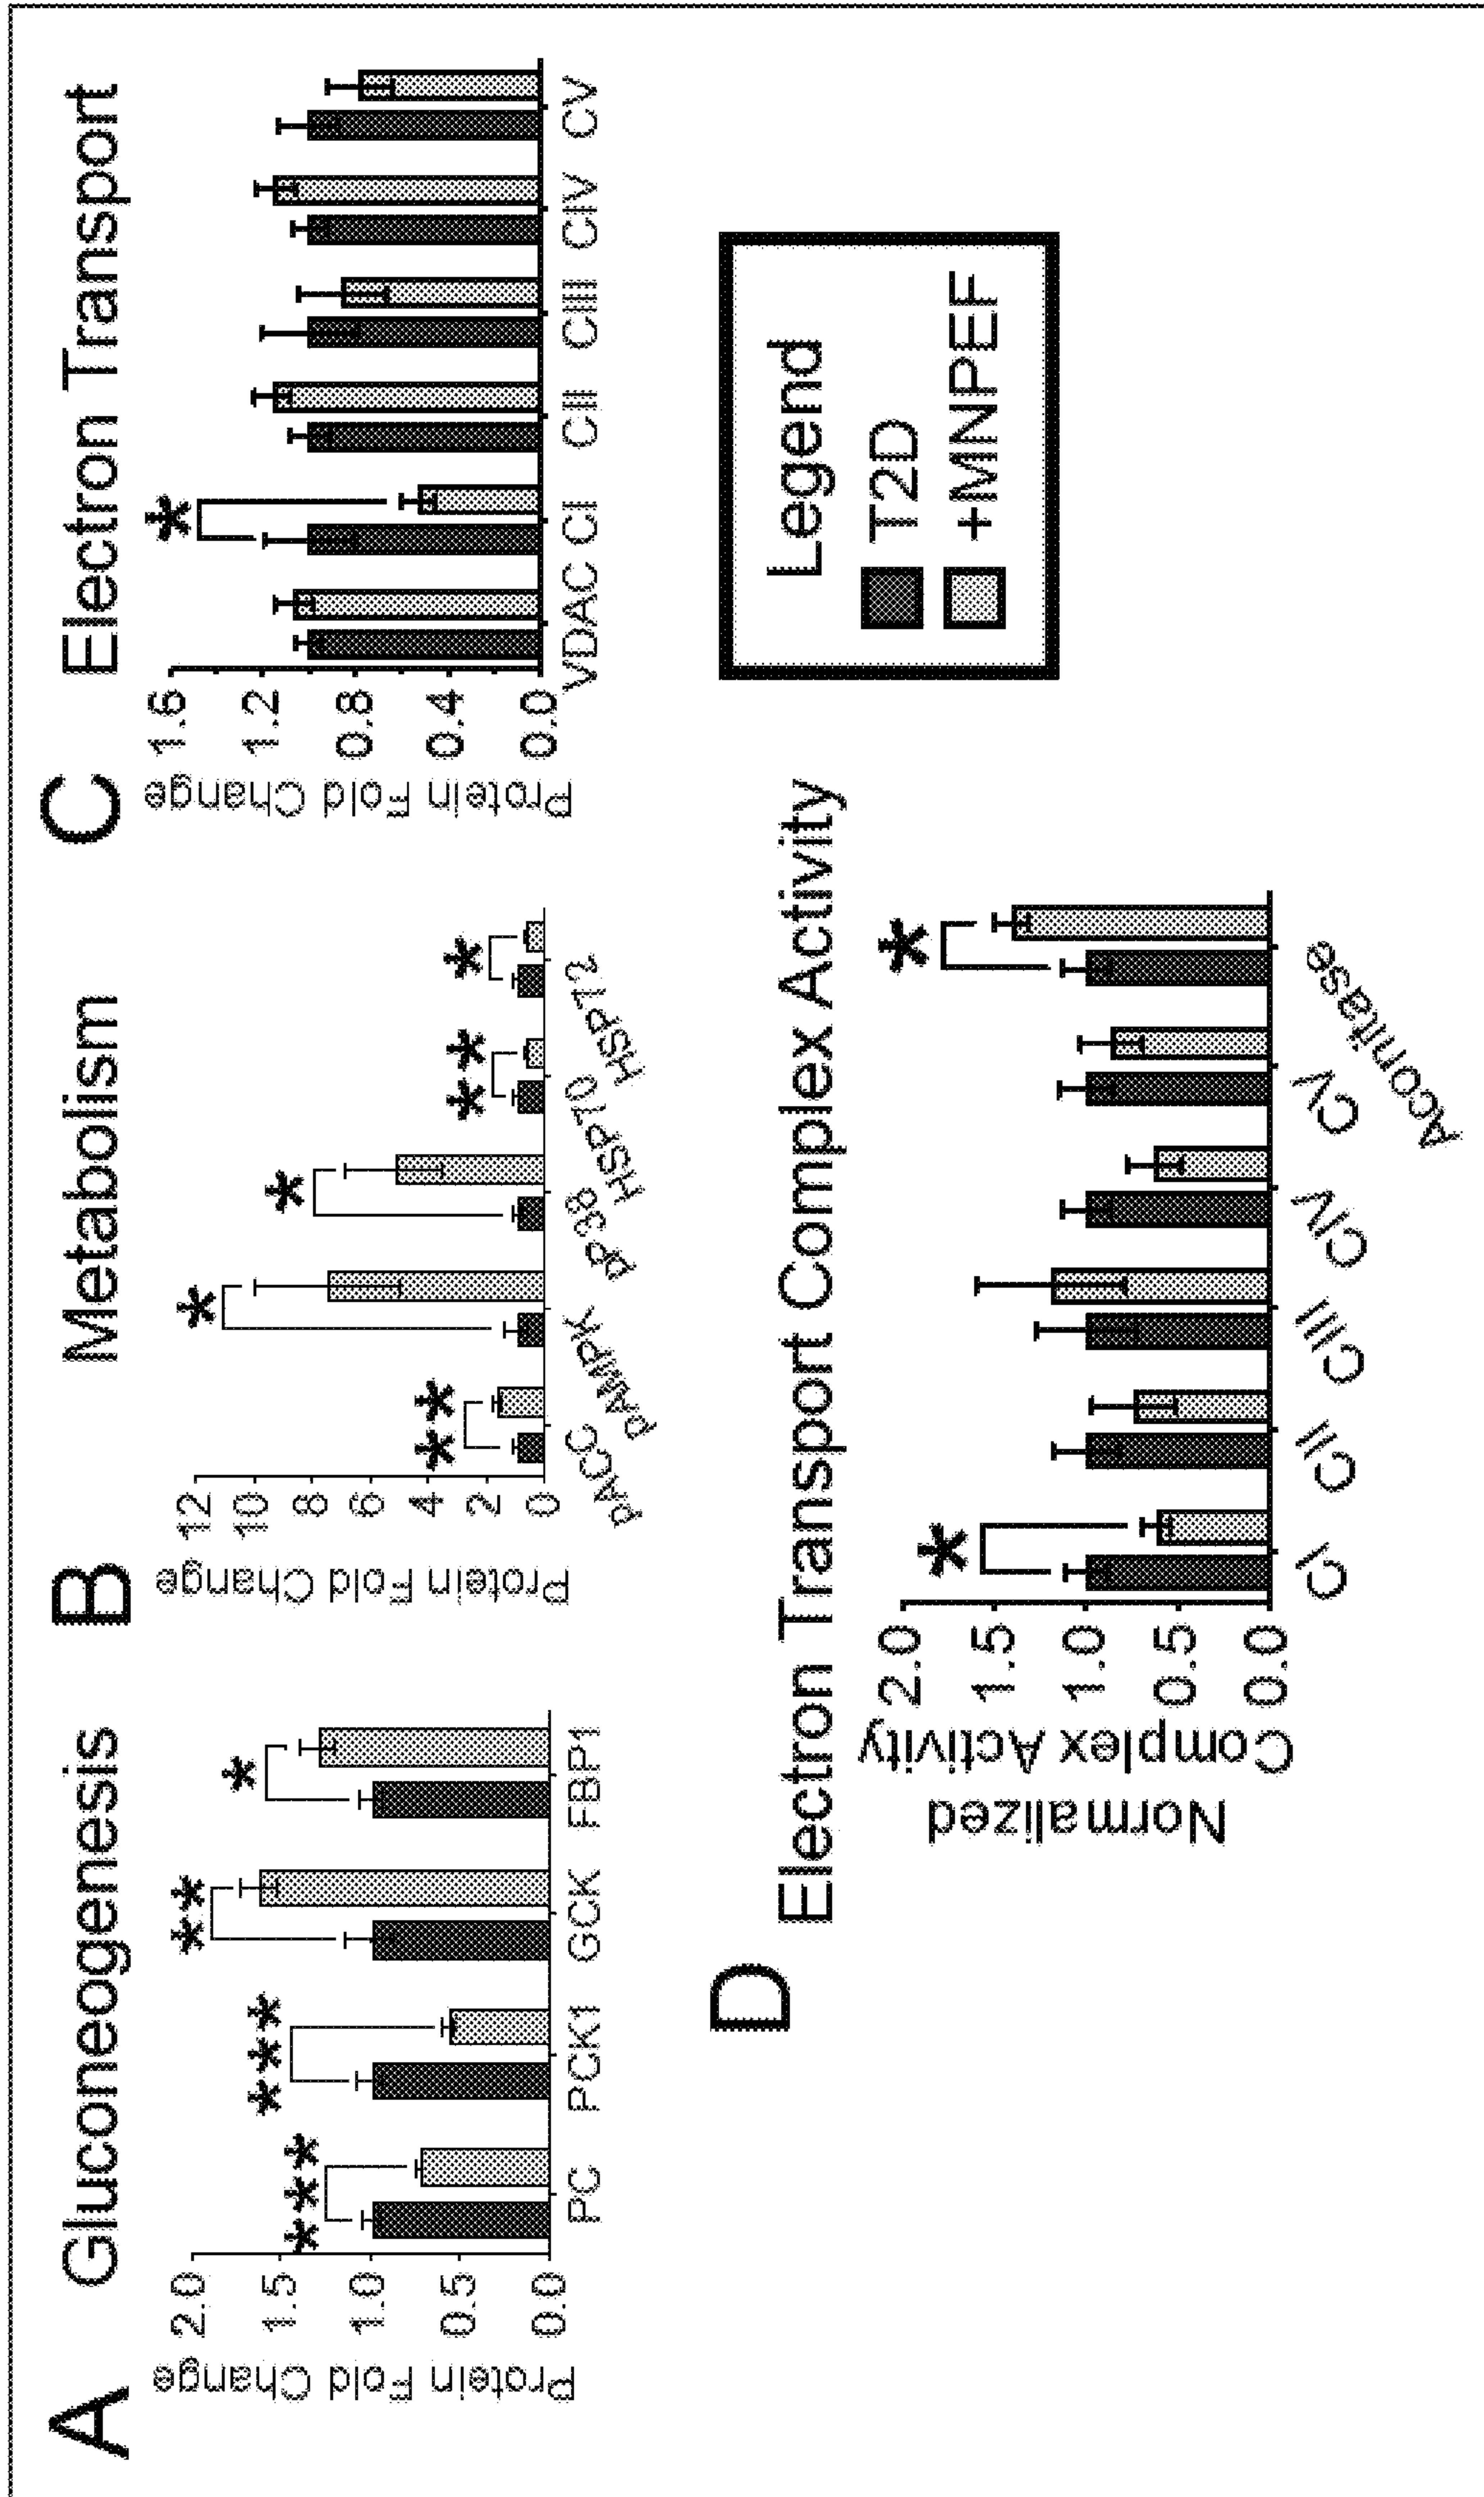 A Gluconeogenesis
Protein Fold Change
2.0
1.5
1.0
0.5
0.0
*** *** ** *
PC PCK1 GCK FBP1
B Metabolism
Protein Fold Change
12
10
8
6
4
2
0
** * * ** *
pACC pAMPK pP38 HSP70 HSP72
C Electron Transport
Protein Fold Change
1.6
1.2
0.8
0.4
0.0
*
VDAC CI CII CIII CIV CV
D Electron Transport Complex Activity
Normalized
Complex Activity
2.0
1.5
1.0
0.5
0.0
* *
CI CII CIII CIV CV Aconitase
Legend
T2D
+MNPEF